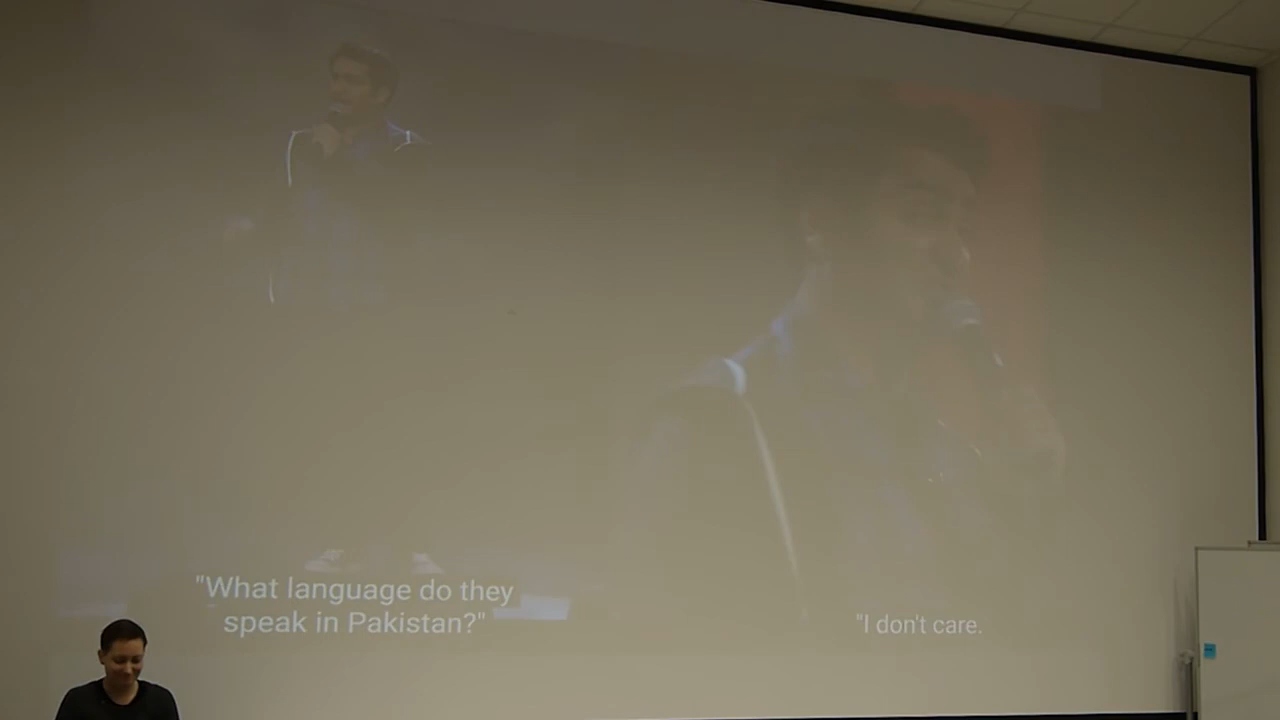 "What language do they
speak in Pakistan?"
"I don't care.